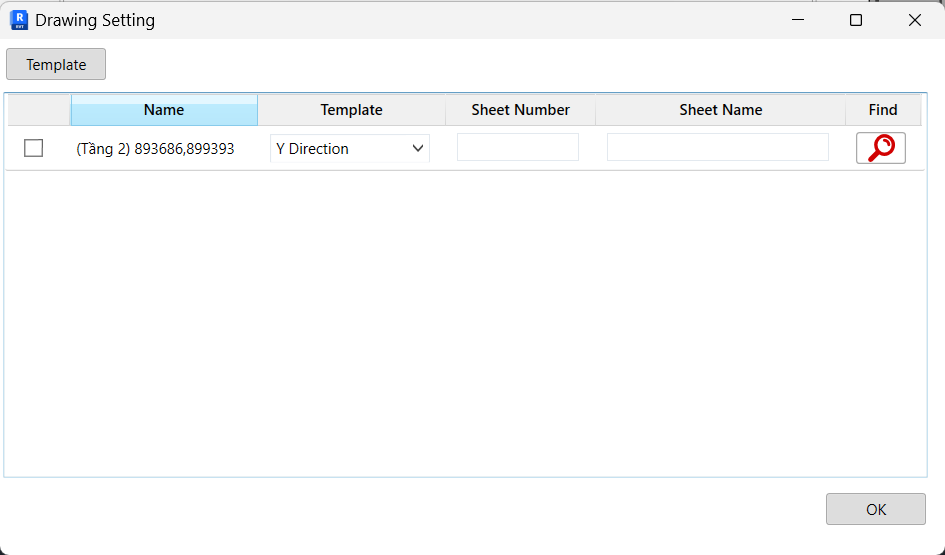 Drawing Setting
Template
Name Template Sheet Number Sheet Name Find
(Tầng 2) 893686,899393 Y Direction
OK